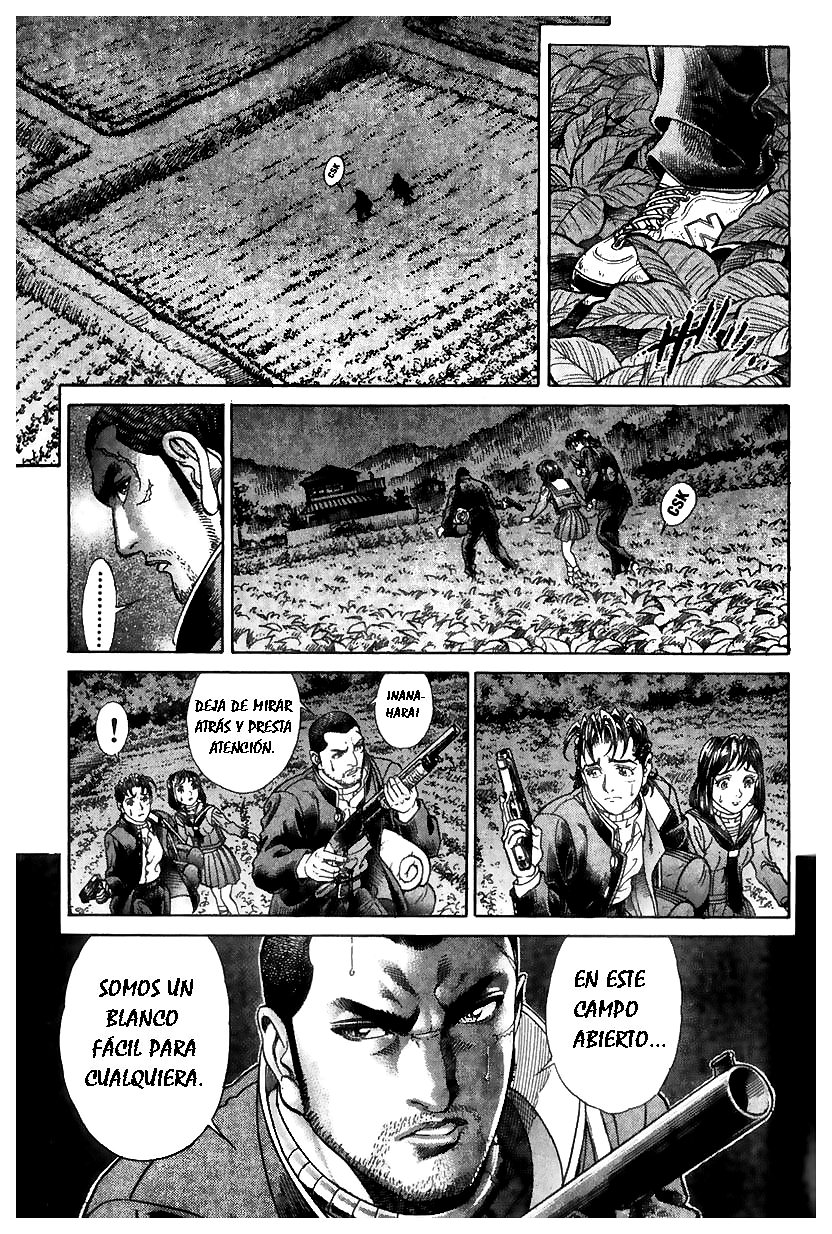 CSK
N
CSK
.........
¡NANA-
HARA!
DEJA DE MIRAR
ATRÁS Y PRESTA
ATENCIÓN.
!
EN ESTE
CAMPO
ABIERTO...
SOMOS UN
BLANCO
FÁCIL PARA
CUALQUIERA.